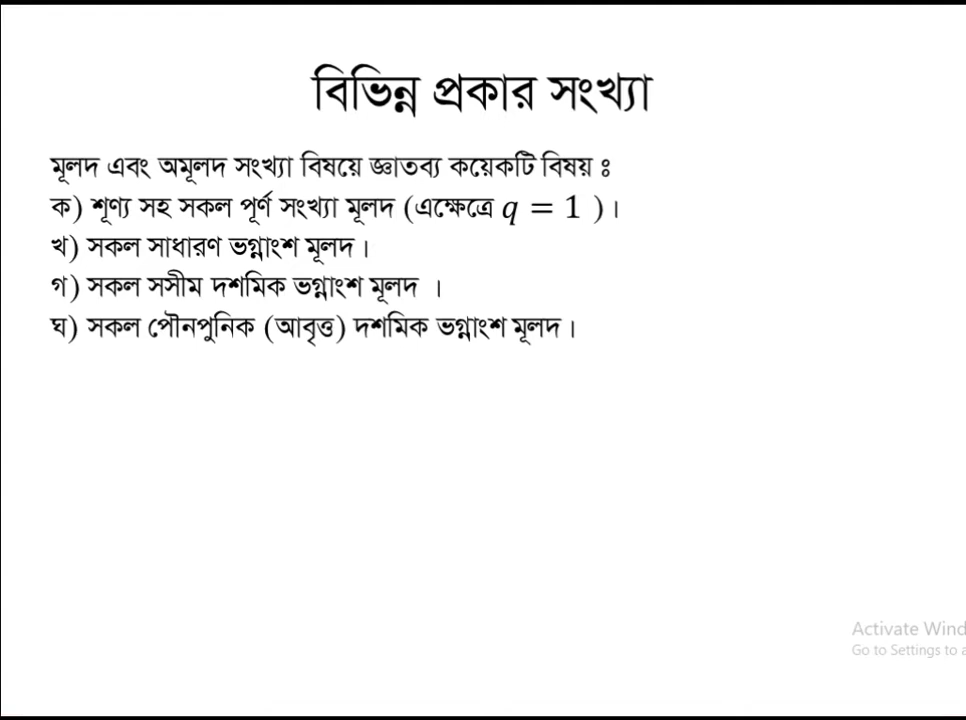 বিভিন্ন প্রকার সংখ্যা
মূলদ এবং অমূলদ সংখ্যা বিষয়ে জ্ঞাতব্য কয়েকটি বিষয় ঃ
ক) শূণ্য সহ সকল পূর্ণ সংখ্যা মূলদ (এক্ষেত্রে q = 1 )।
খ) সকল সাধারণ ভগ্নাংশ মূলদ।
গ) সকল সসীম দশমিক ভগ্নাংশ মূলদ ।
ঘ) সকল পৌনপুনিক (আবৃত্ত) দশমিক ভগ্নাংশ মূলদ।
Activate Wind
Go to Settings to a